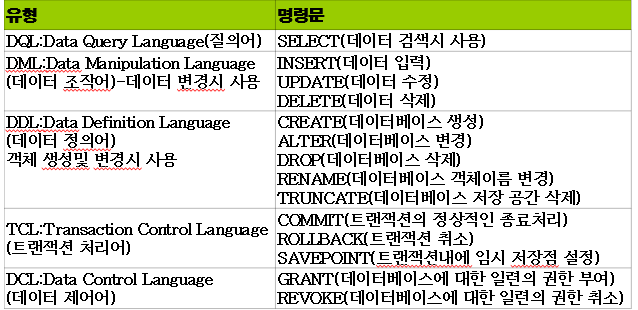 유형
명령문
DQL:Data Query Language(질의어)
SELECT(데이터 검색시 사용)
DML:Data Manipulation Language
(데이터 조작어)-데이터 변경시 사용
INSERT(데이터 입력)
UPDATE(데이터 수정)
DELETE(데이터 삭제)
DDL:Data Definition Language
(데이터 정의어)
객체 생성및 변경시 사용
CREATE(데이터베이스 생성)
ALTER(데이터베이스 변경)
DROP(데이터베이스 삭제)
RENAME(데이터베이스 객체이름 변경)
TRUNCATE(데이터베이스 저장 공간 삭제)
TCL:Transaction Control Language
(트랜잭션 처리어)
COMMIT(트랜잭션의 정상적인 종료처리)
ROLLBACK(트랜잭션 취소)
SAVEPOINT(트랜잭션내에 임시 저장점 설정)
DCL:Data Control Language
(데이터 제어어)
GRANT(데이터베이스에 대한 일련의 권한 부여)
REVOKE(데이터베이스에 대한 일련의 권한 취소)